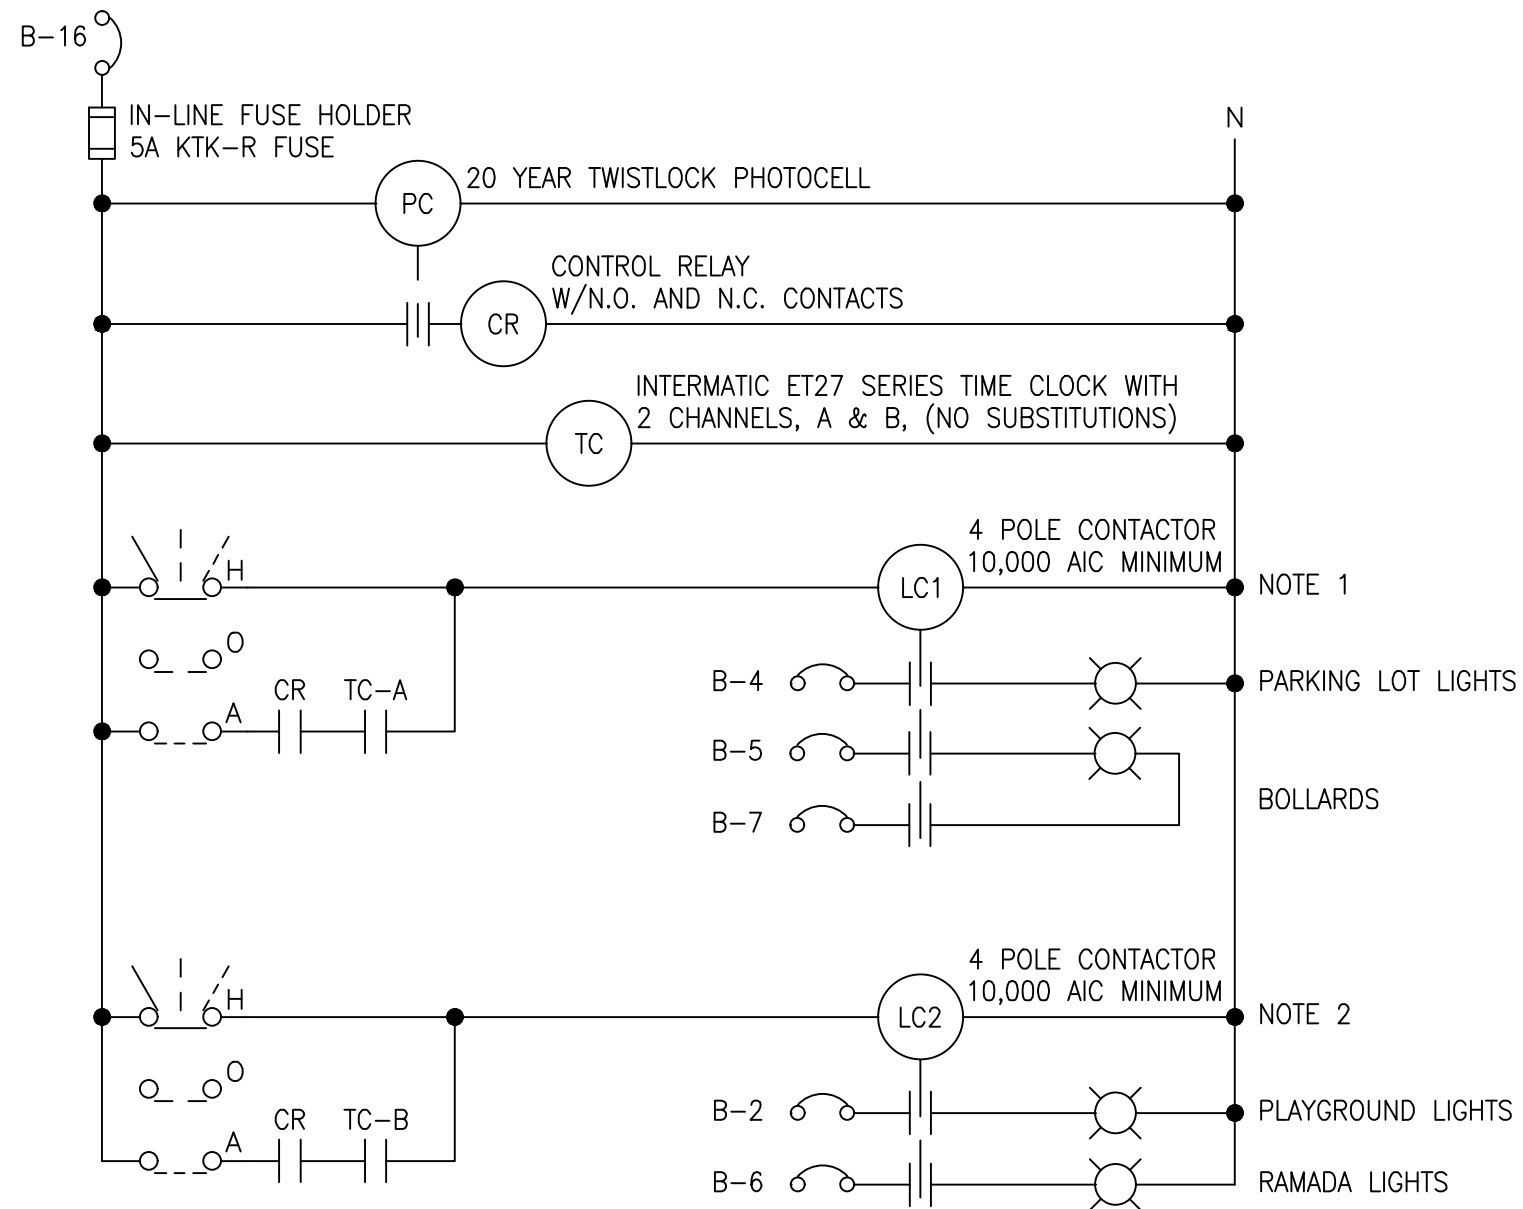 B-16
IN-LINE FUSE HOLDER
5A KTK-R FUSE
N
PC
20 YEAR TWISTLOCK PHOTOCELL
CONTROL RELAY
W/N.O. AND N.C. CONTACTS
CR
INTERMATIC ET27 SERIES TIME CLOCK WITH
2 CHANNELS, A & B, (NO SUBSTITUTIONS)
TC
4 POLE CONTACTOR
10,000 AIC MINIMUM
H
LC1
NOTE 1
O
B-4
PARKING LOT LIGHTS
A
CR
TC-A
B-5
BOLLARDS
B-7
4 POLE CONTACTOR
10,000 AIC MINIMUM
H
LC2
NOTE 2
O
B-2
PLAYGROUND LIGHTS
A
CR
TC-B
B-6
RAMADA LIGHTS